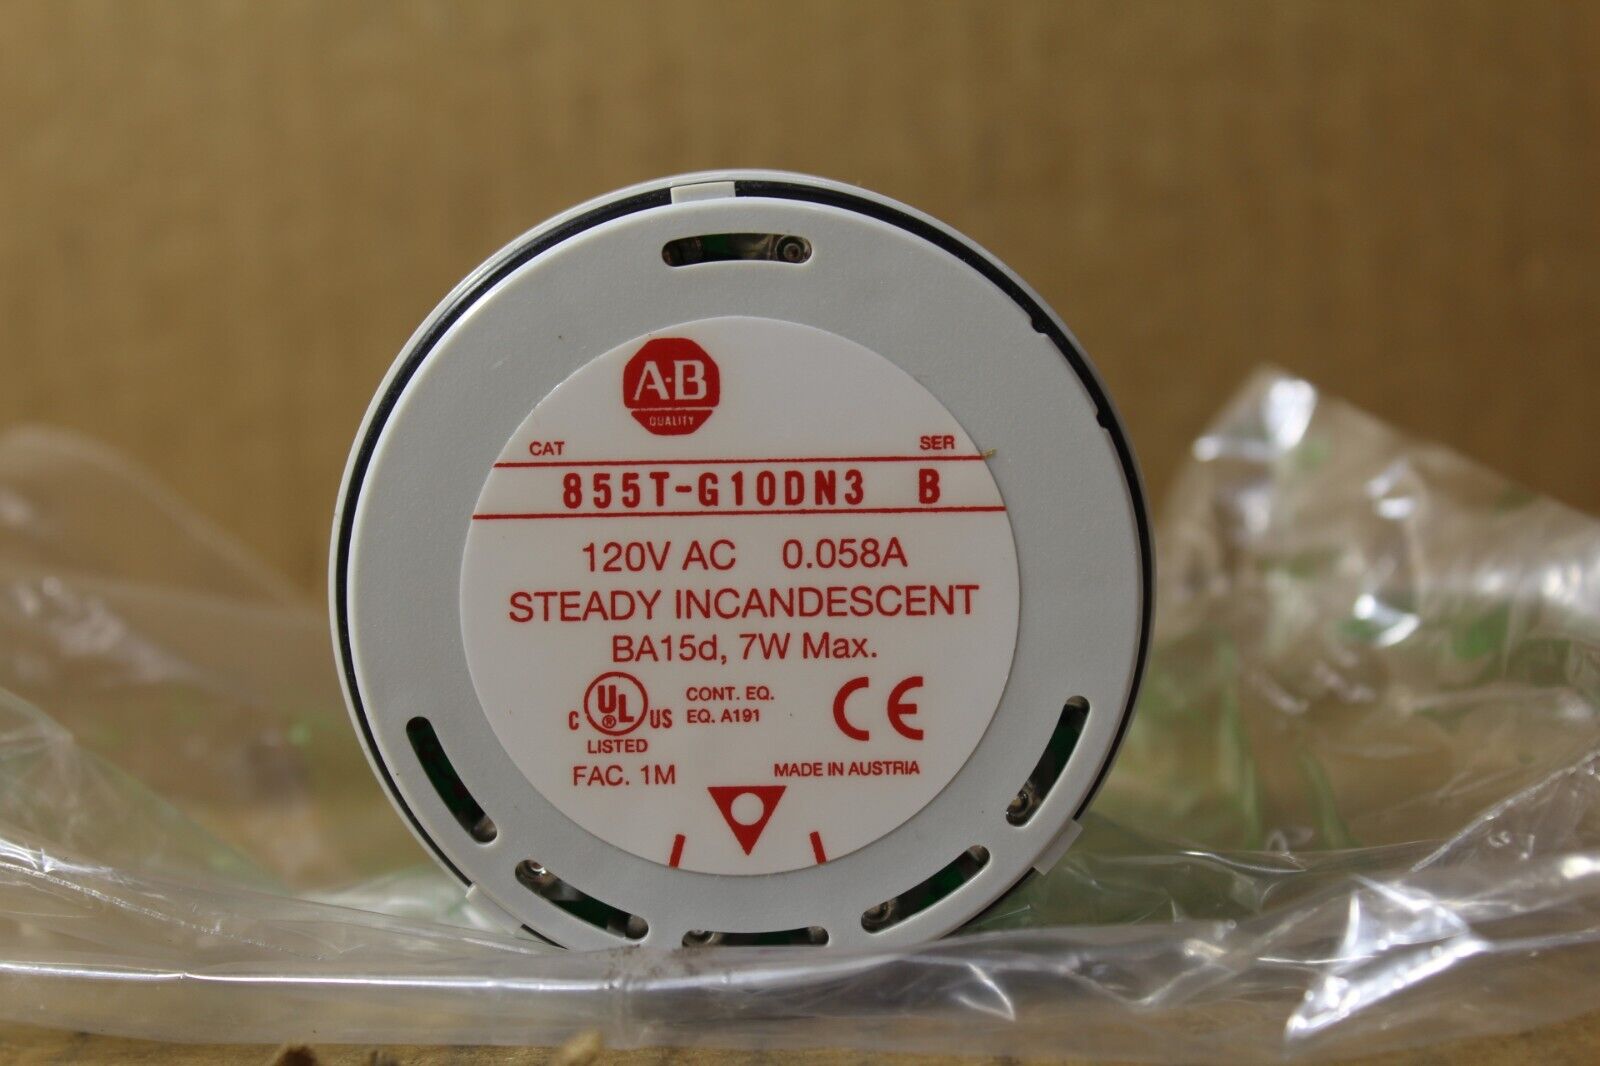 A·B
QUALITY
CAT SER
855T-G10DN3 B
120V AC 0.058A
STEADY INCANDESCENT
BA15d, 7W Max.
C UL ® US
LISTED
CONT. EQ.
EQ. A191
CE
FAC. 1M
MADE IN AUSTRIA